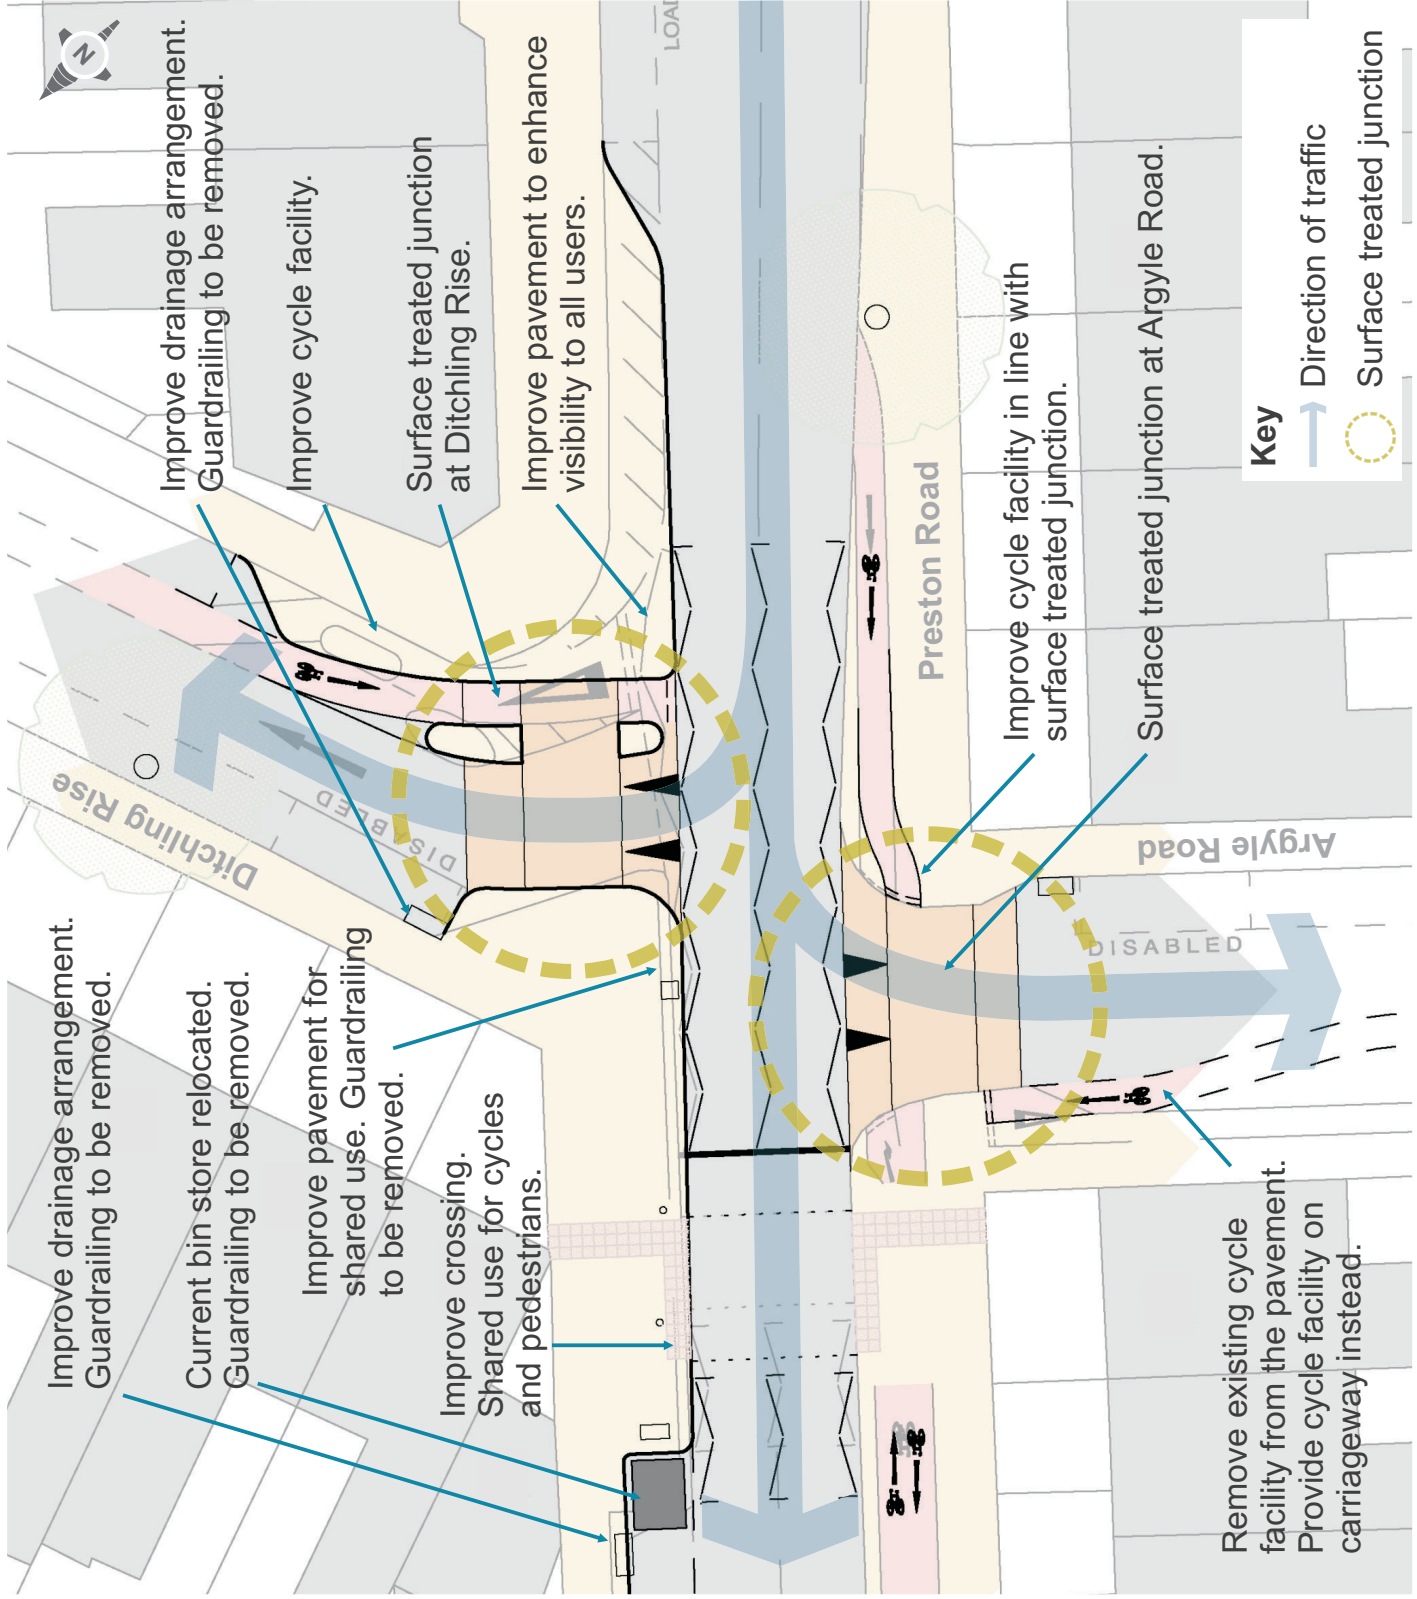 Improve drainage arrangement.
Guardrailing to be removed.
Current bin store relocated.
Guardrailing to be removed.
Improve pavement for
shared use. Guardrailing
to be removed.
Improve crossing.
Shared use for cycles
and pedestrians.
Improve drainage arrangement.
Guardrailing to be removed.
Improve cycle facility.
Surface treated junction
at Ditchling Rise.
Improve pavement to enhance
visibility to all users.
N
LOAD
Ditchling Rise
DISABLED
Preston Road
Argyle Road
DISABLED
Improve cycle facility in line with
surface treated junction.
Surface treated junction at Argyle Road.
Remove existing cycle
facility from the pavement.
Provide cycle facility on
carriageway instead.
Key
Direction of traffic
Surface treated junction